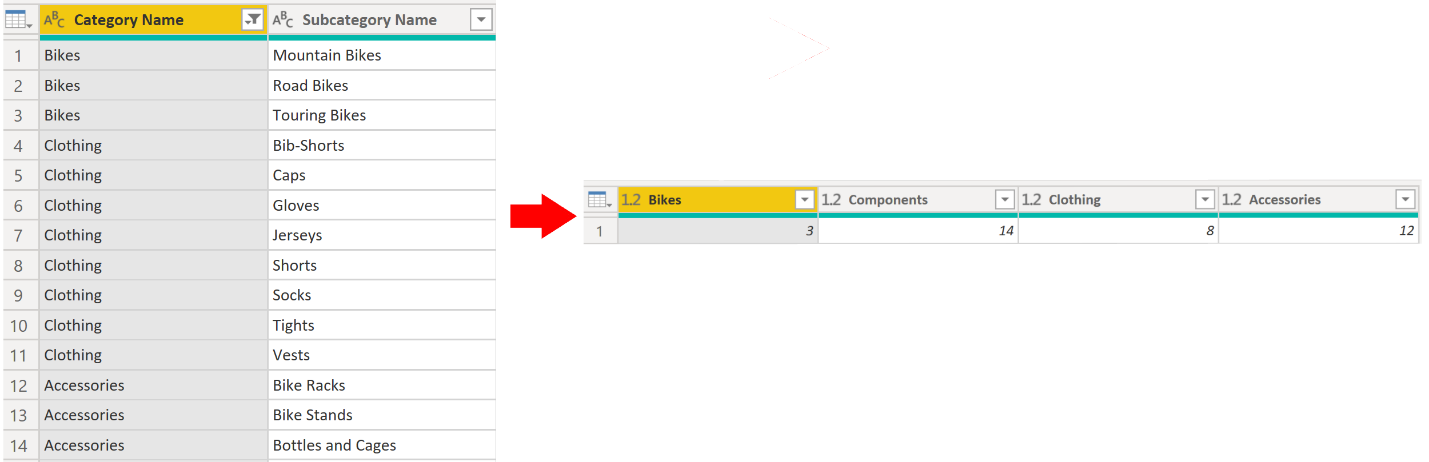 ABC Category Name ABC Subcategory Name
1 Bikes Mountain Bikes
2 Bikes Road Bikes
3 Bikes Touring Bikes
4 Clothing Bib-Shorts
5 Clothing Caps
6 Clothing Gloves
7 Clothing Jerseys
8 Clothing Shorts
9 Clothing Socks
10 Clothing Tights
11 Clothing Vests
12 Accessories Bike Racks
13 Accessories Bike Stands
14 Accessories Bottles and Cages
1.2 Bikes 1.2 Components 1.2 Clothing 1.2 Accessories
1 3 14 8 12